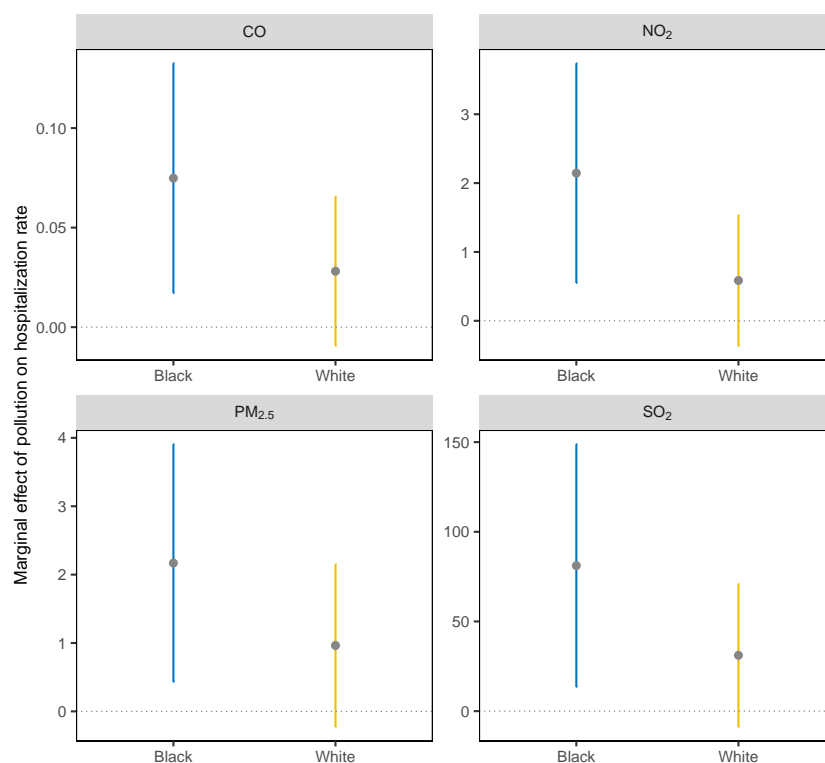 Marginal effect of pollution on hospitalization rate
CO
0.10
0.05
0.00
Black White
NO₂
3
2
1
0
Black White
PM₂.₅
4
3
2
1
0
Black White
SO₂
150
100
50
0
Black White